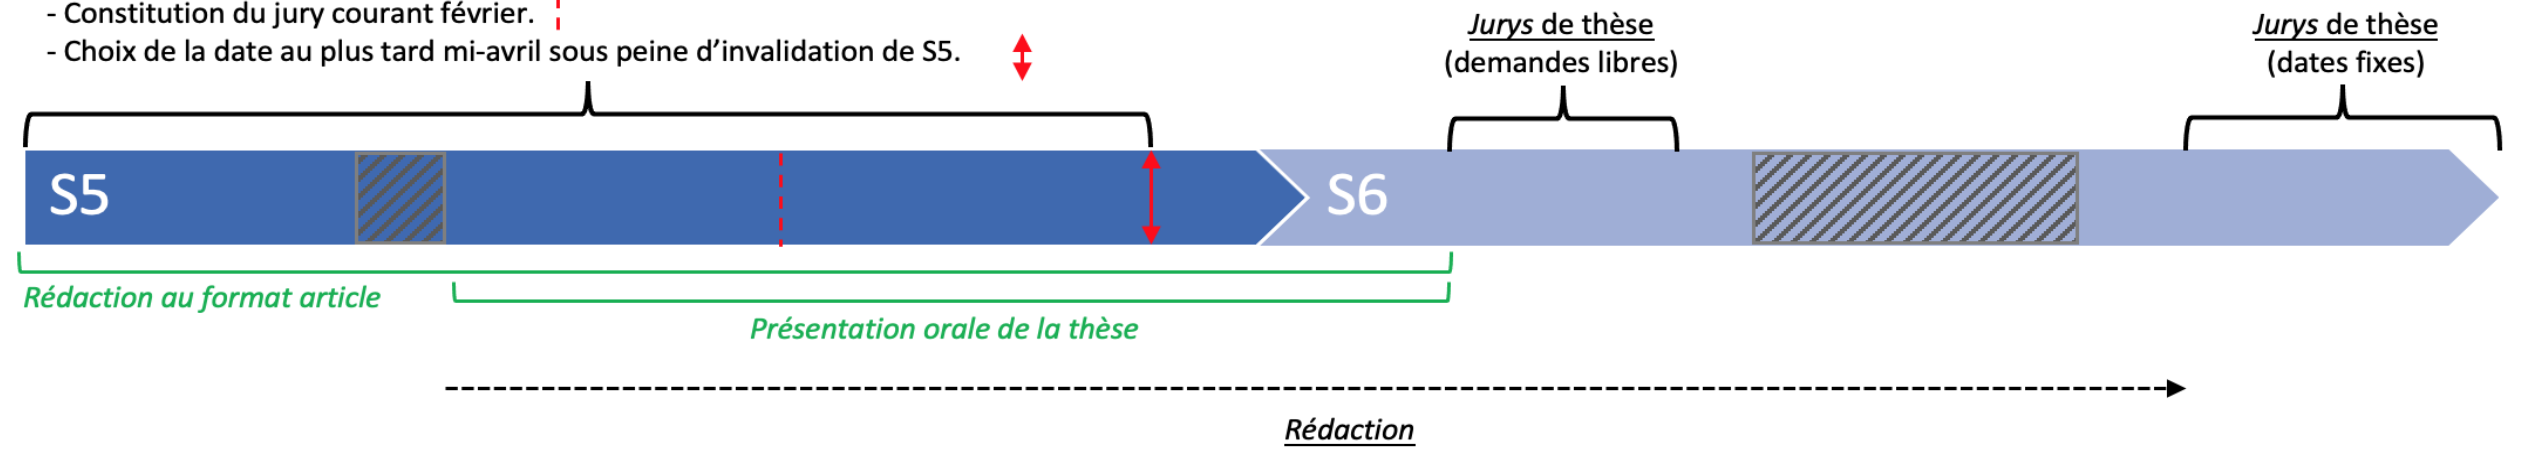 - Constitution du jury courant février.
- Choix de la date au plus tard mi-avril sous peine d’invalidation de S5.
Jurys de thèse
(demandes libres)
Jurys de thèse
(dates fixes)
S5
S6
Rédaction au format article
Présentation orale de la thèse
Rédaction